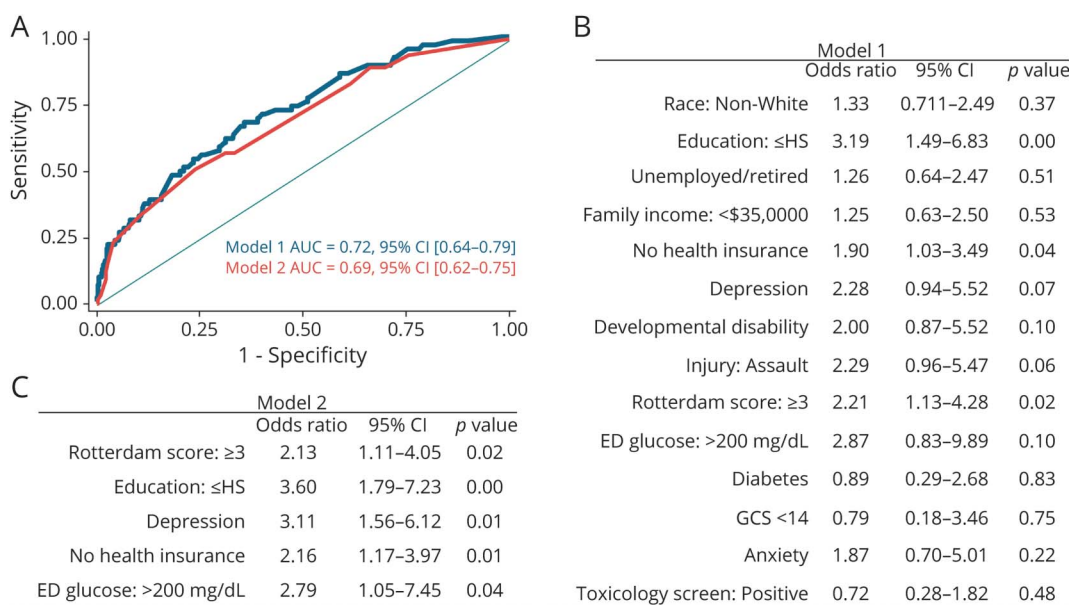 A
Sensitivity
1.00
0.75
0.50
0.25
0.00
Model 1 AUC = 0.72, 95% CI [0.64–0.79]
Model 2 AUC = 0.69, 95% CI [0.62–0.75]
0.00 0.25 0.50 0.75 1.00
1 - Specificity
B
Model 1
Odds ratio 95% CI p value
Race: Non-White 1.33 0.711–2.49 0.37
Education: ≤HS 3.19 1.49–6.83 0.00
Unemployed/retired 1.26 0.64–2.47 0.51
Family income: <$35,0000 1.25 0.63–2.50 0.53
No health insurance 1.90 1.03–3.49 0.04
Depression 2.28 0.94–5.52 0.07
Developmental disability 2.00 0.87–5.52 0.10
Injury: Assault 2.29 0.96–5.47 0.06
Rotterdam score: ≥3 2.21 1.13–4.28 0.02
ED glucose: >200 mg/dL 2.87 0.83–9.89 0.10
Diabetes 0.89 0.29–2.68 0.83
GCS <14 0.79 0.18–3.46 0.75
Anxiety 1.87 0.70–5.01 0.22
Toxicology screen: Positive 0.72 0.28–1.82 0.48
C
Model 2
Odds ratio 95% CI p value
Rotterdam score: ≥3 2.13 1.11–4.05 0.02
Education: ≤HS 3.60 1.79–7.23 0.00
Depression 3.11 1.56–6.12 0.01
No health insurance 2.16 1.17–3.97 0.01
ED glucose: >200 mg/dL 2.79 1.05–7.45 0.04